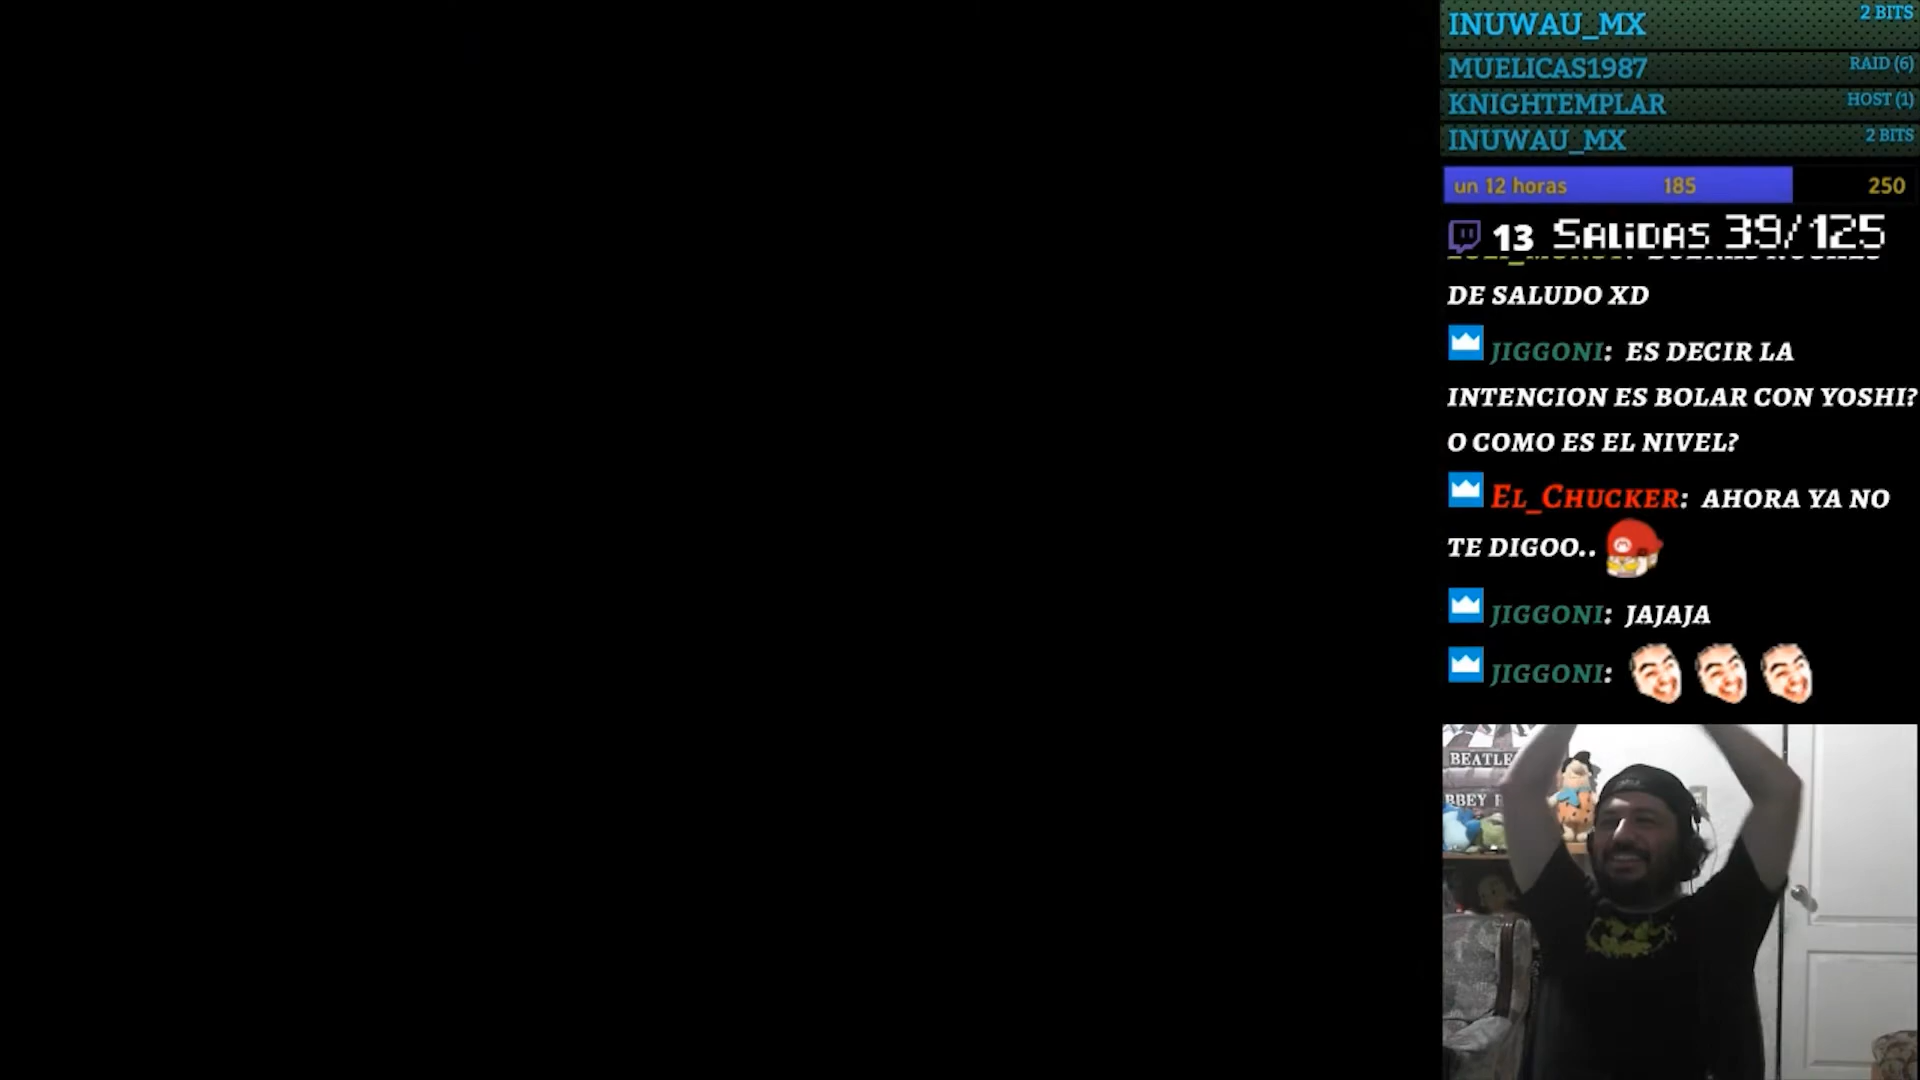 INUWAU_MX 2 BITS
MUELICAS1987 RAID (6)
KNIGHTEMPLAR HOST (1)
INUWAU_MX 2 BITS
un 12 horas 185 250
13 SALiDAS 39/125
DE SALUDO XD
JIGGONI: ES DECIR LA
INTENCION ES BOLAR CON YOSHI?
O COMO ES EL NIVEL?
EL_CHUCKER: AHORA YA NO
TE DIGOO..
JIGGONI: JAJAJA
JIGGONI:
BEATLE
BBEY R